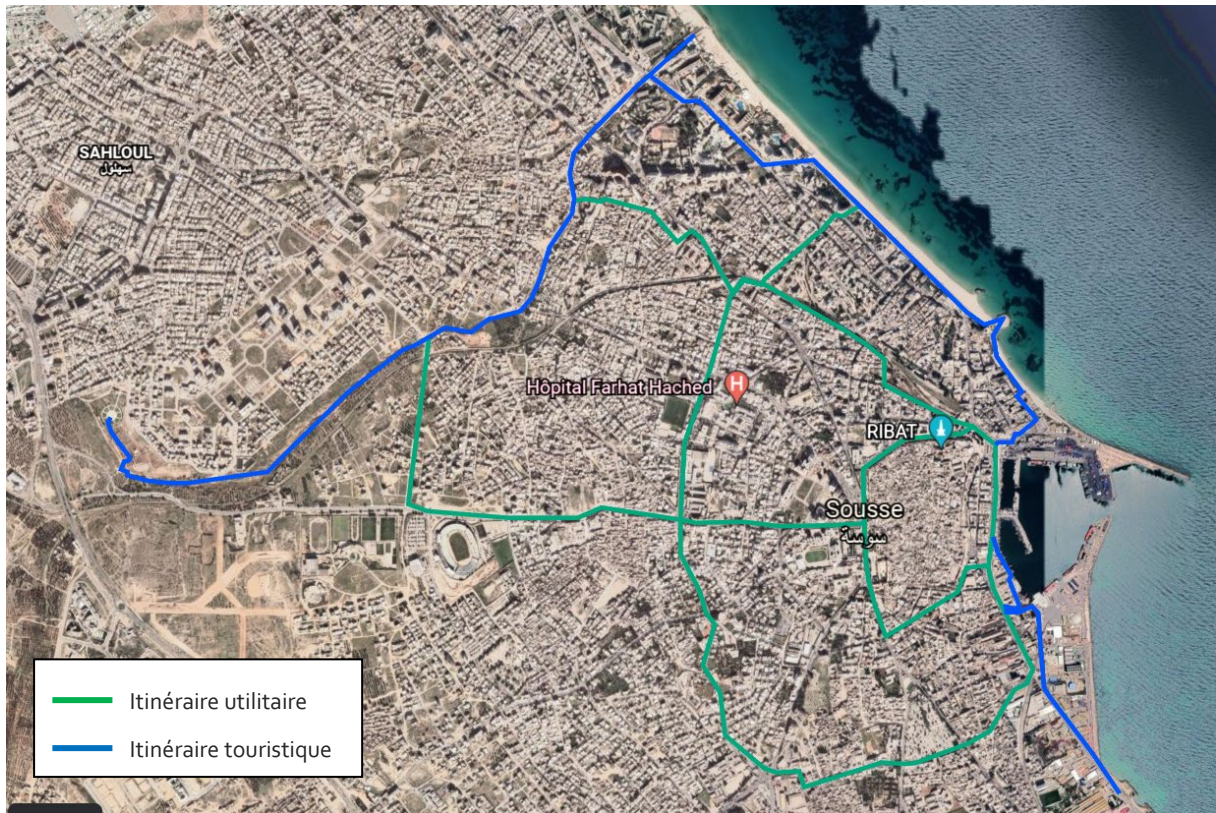 SAHLOUL
سهلول
Hôpital Farhat Hached
H
RIBAT
Sousse
سوسة
Itinéraire utilitaire
Itinéraire touristique